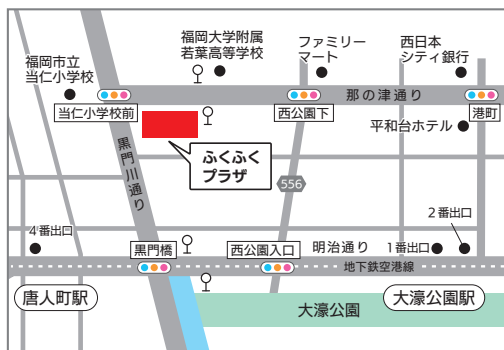 福岡大学附属
若葉高等学校
ファミリー
マート
西日本
シティ銀行
福岡市立
当仁小学校
当仁小学校前
西公園下
那の津通り
港町
平和台ホテル
黒門川通り
ふくふく
プラザ
556
2番出口
4番出口
黒門橋
西公園入口
明治通り
1番出口
地下鉄空港線
唐人町駅
大濠公園
大濠公園駅